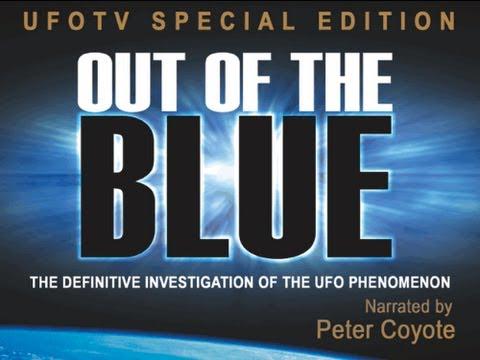 UFOTV SPECIAL EDITION
OUT OF THE
BLUE
THE DEFINITIVE INVESTIGATION OF THE UFO PHENOMENON
Narrated by
Peter Coyote